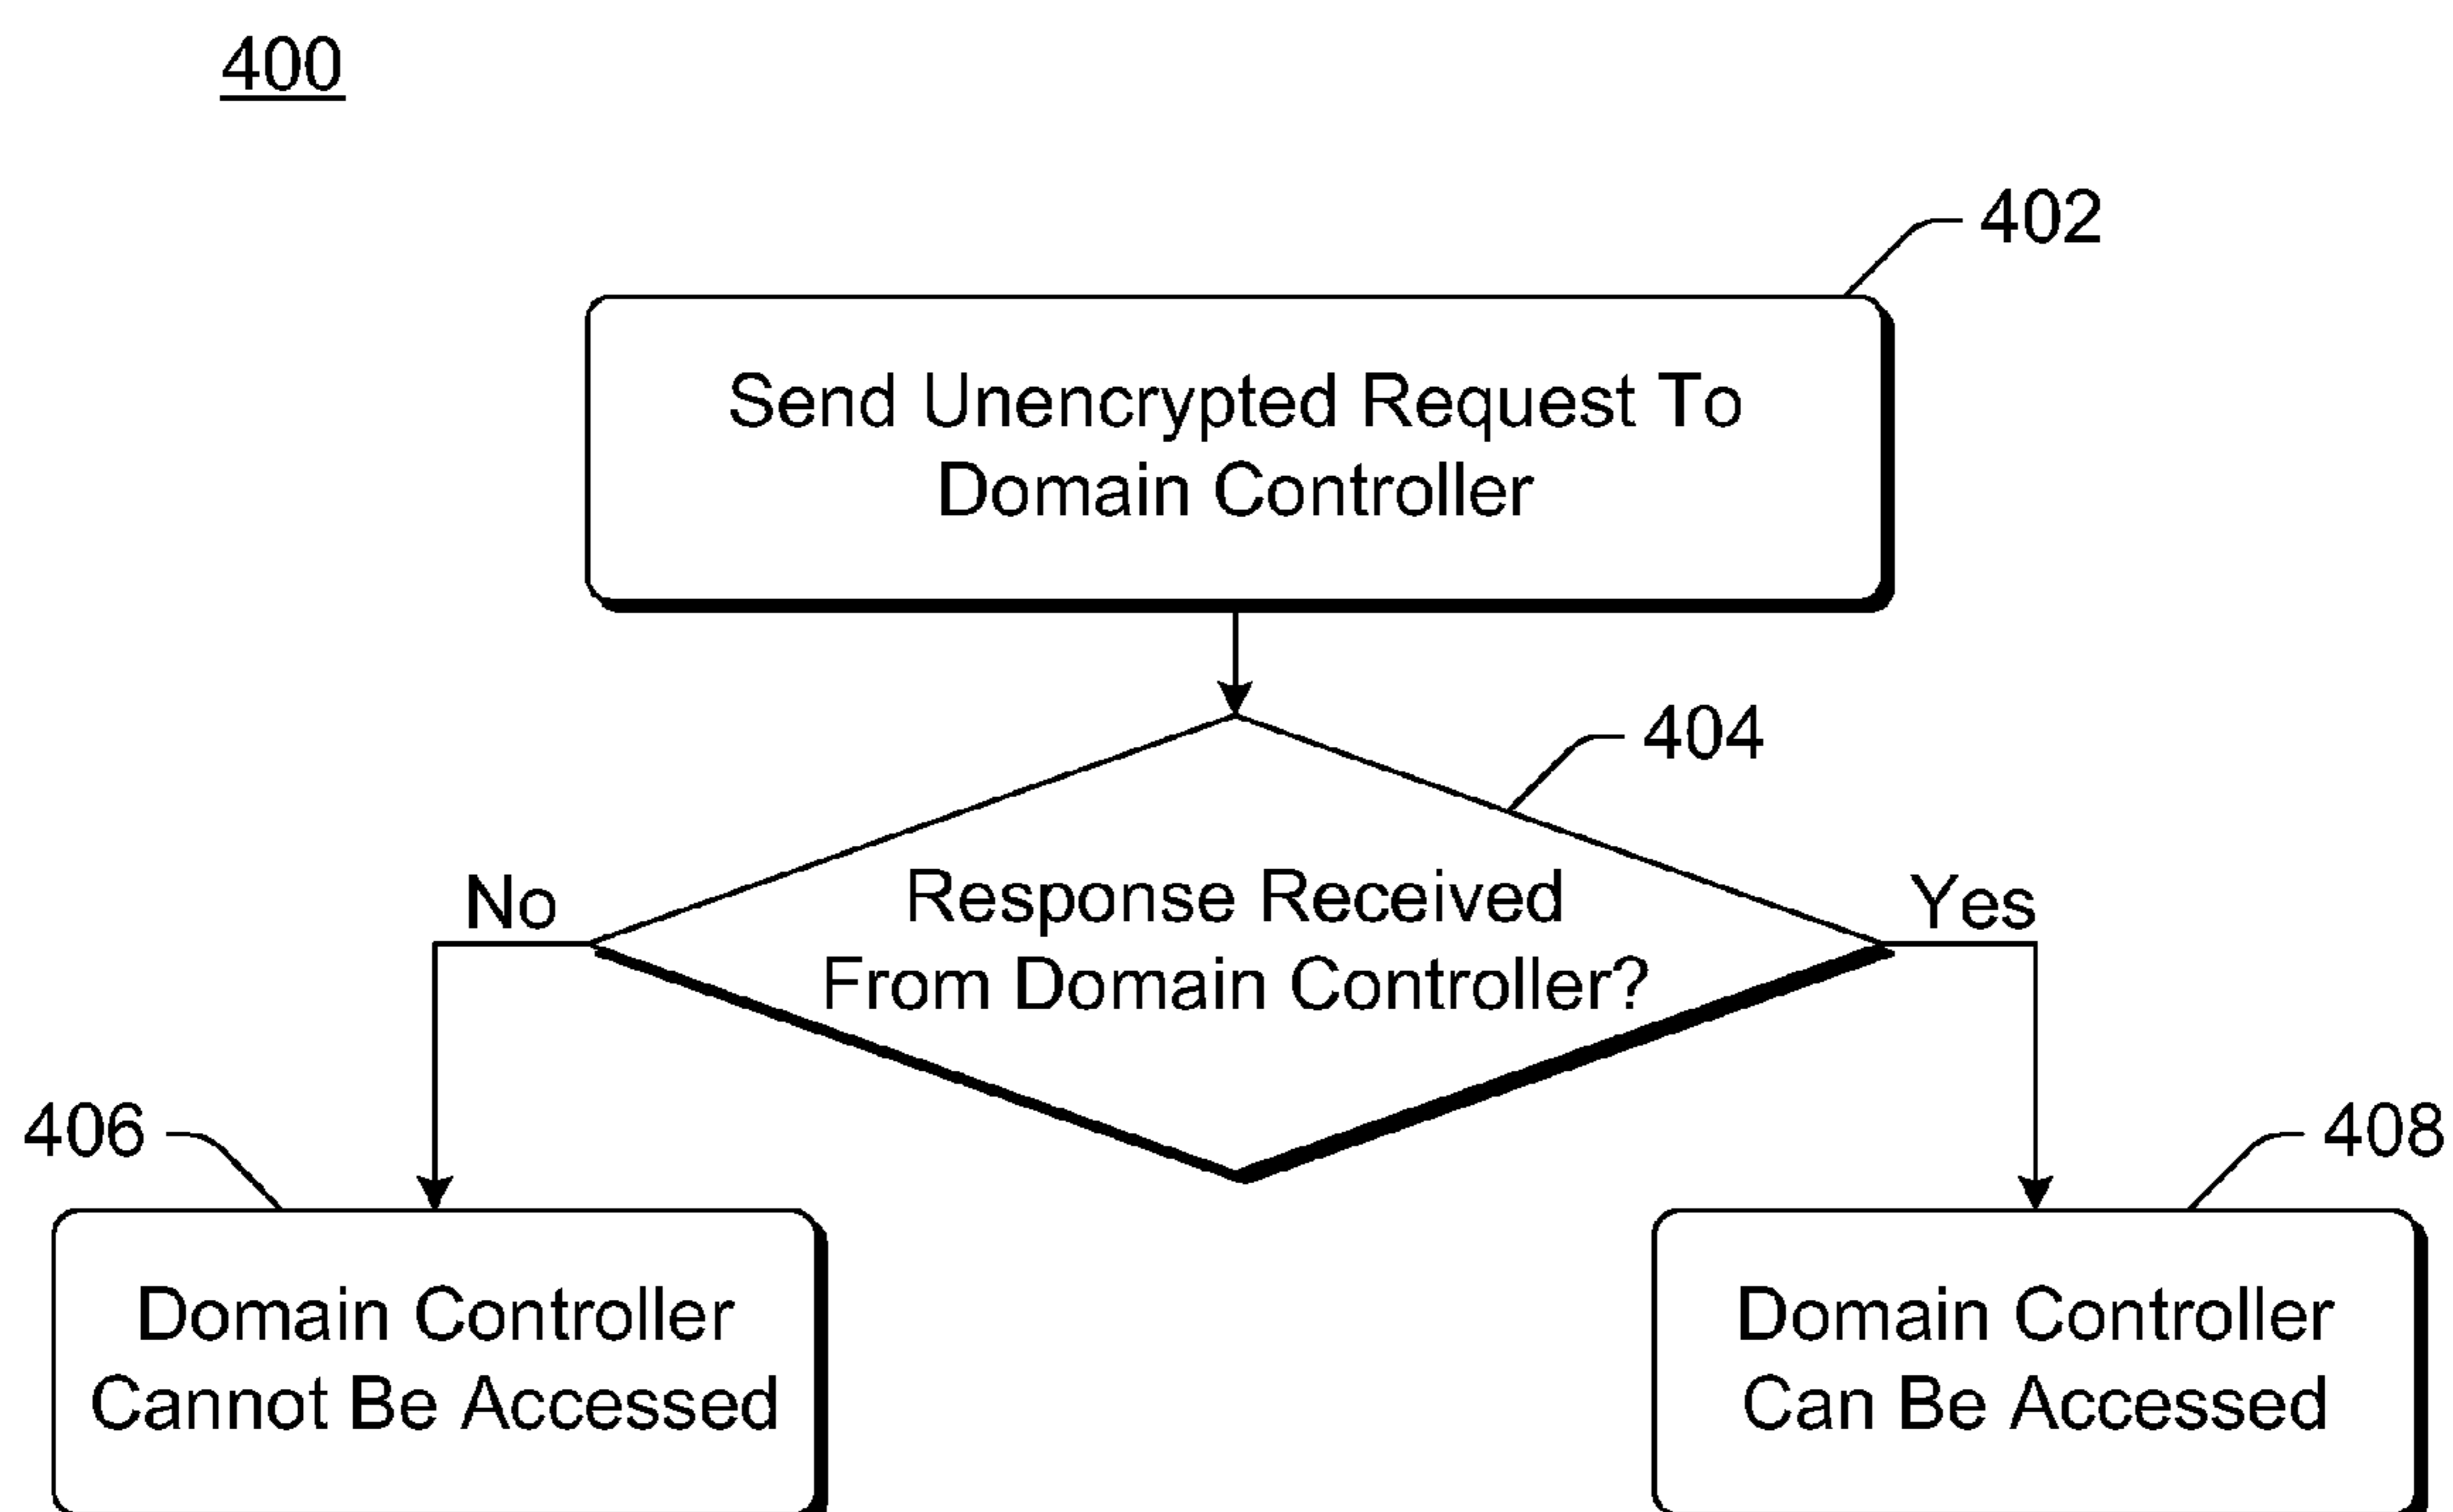 400
402
Send Unencrypted Request To
Domain Controller
404
No
Response Received
From Domain Controller?
Yes
406
408
Domain Controller
Cannot Be Accessed
Domain Controller
Can Be Accessed